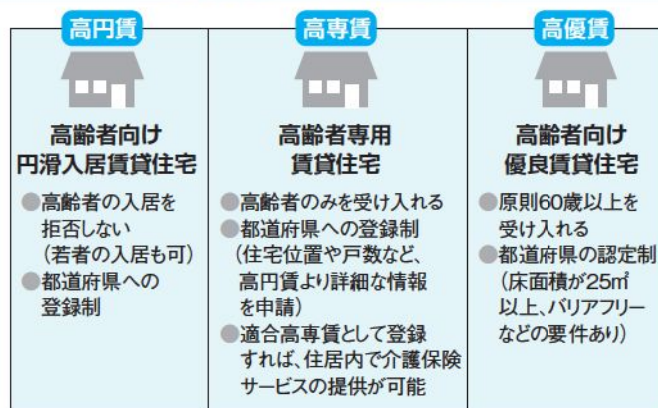 高円賃
高齢者向け
円滑入居賃貸住宅
●高齢者の入居を
拒否しない
(若者の入居も可)
●都道府県への
登録制
高専賃
高齢者専用
賃貸住宅
●高齢者のみを受け入れる
●都道府県への登録制
(住宅位置や戸数など、
高円賃より詳細な情報
を申請)
●適合高専賃として登録
すれば、住居内で介護保険
サービスの提供が可能
高優賃
高齢者向け
優良賃貸住宅
●原則60歳以上を
受け入れる
●都道府県の認定制
(床面積が25㎡
以上、バリアフリー
などの要件あり)